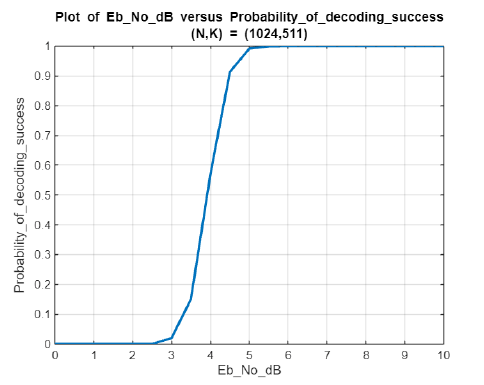 Plot of Eb_No_dB versus Probability_of_decoding_success
(N,K) = (1024,511)
Probability_of_decoding_success
1
0.9
0.8
0.7
0.6
0.5
0.4
0.3
0.2
0.1
0
0 1 2 3 4 5 6 7 8 9 10
Eb_No_dB